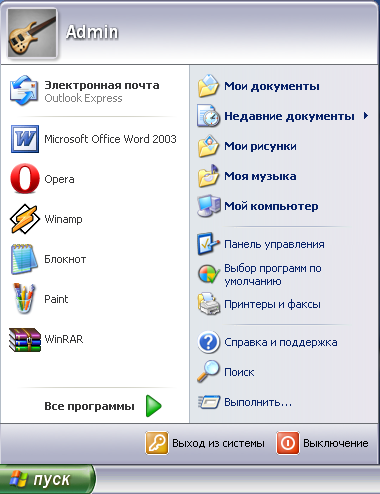 Admin
Электронная почта
Outlook Express
Microsoft Office Word 2003
Opera
Winamp
Блокнот
Paint
WinRAR
Все программы
Мои документы
Недавние документы
Мои рисунки
Моя музыка
Мой компьютер
Панель управления
Выбор программ по
умолчанию
Принтеры и факсы
Справка и поддержка
Поиск
Выполнить...
Выход из системы
Выключение
пуск